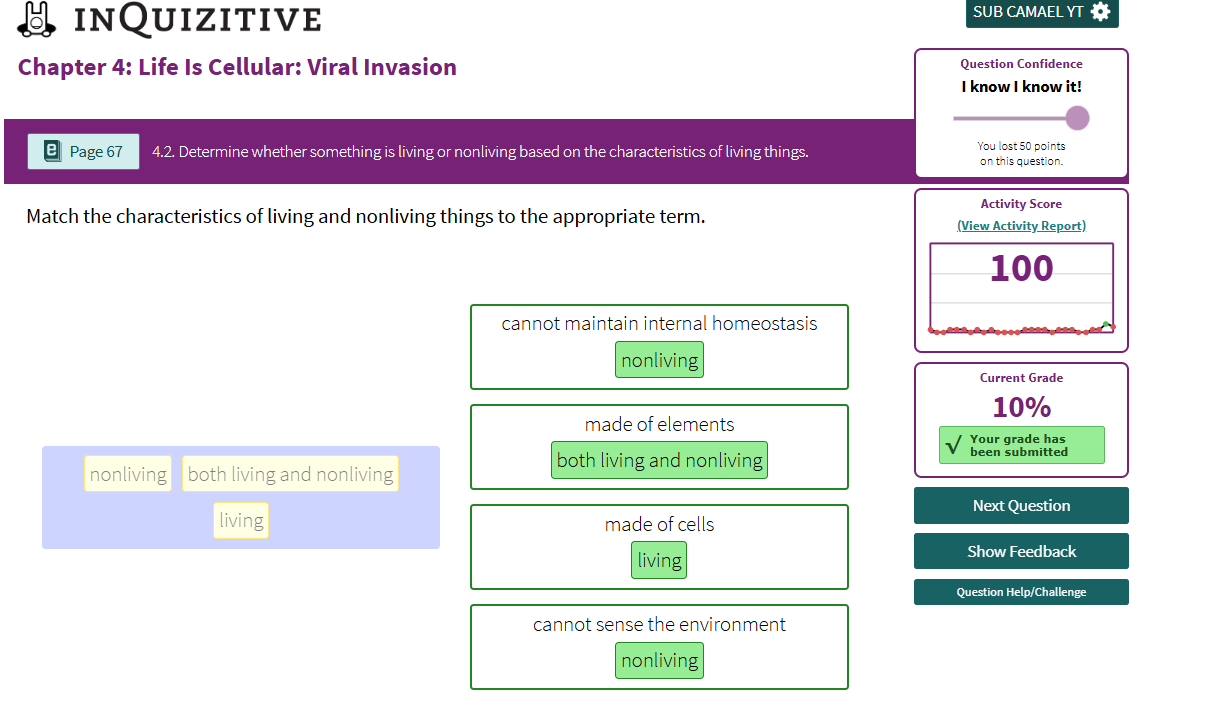 INQUIZITIVE
SUB CAMAEL YT
Chapter 4: Life Is Cellular: Viral Invasion
Question Confidence
I know I know it!
You lost 50 points
on this question.
e Page 67
4.2. Determine whether something is living or nonliving based on the characteristics of living things.
Match the characteristics of living and nonliving things to the appropriate term.
nonliving
both living and nonliving
living
cannot maintain internal homeostasis
nonliving
made of elements
both living and nonliving
made of cells
living
cannot sense the environment
nonliving
Activity Score
(View Activity Report)
100
Current Grade
10%
√ Your grade has
been submitted
Next Question
Show Feedback
Question Help/Challenge